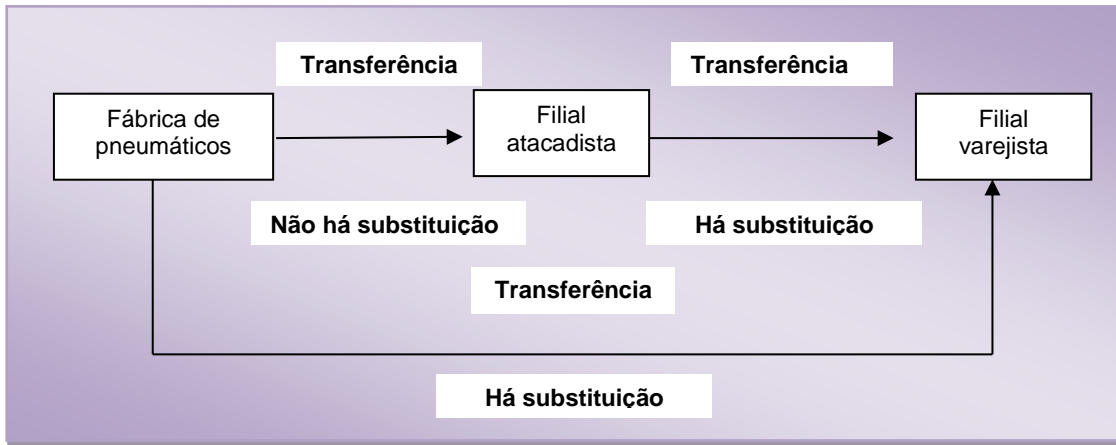 Transferência
Transferência
Fábrica de
pneumáticos
Filial
atacadista
Filial
varejista
Não há substituição
Há substituição
Transferência
Há substituição